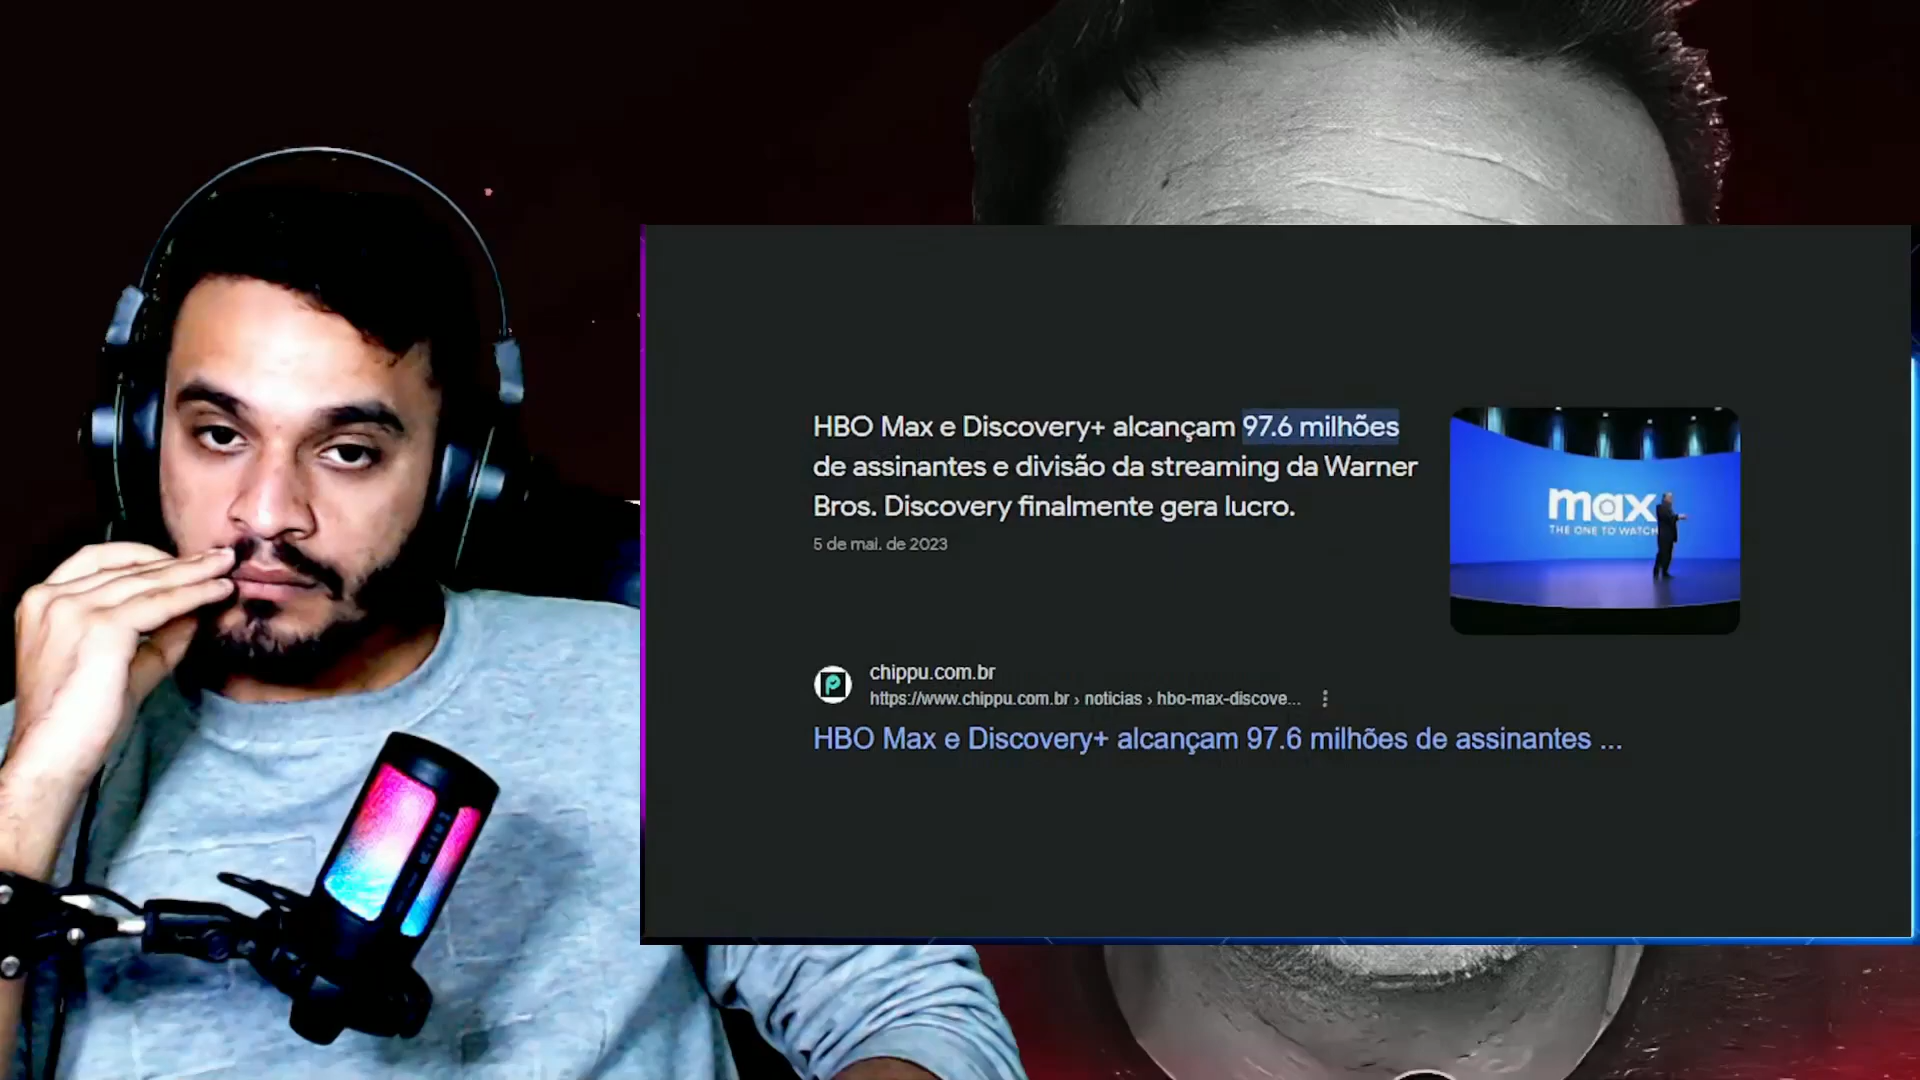 HBO Max e Discovery+ alcançam 97.6 milhões
de assinantes e divisão da streaming da Warner
Bros. Discovery finalmente gera lucro.
5 de mai. de 2023
max
THE ONE TO WATCH
chippu.com.br
https://www.chippu.com.br › noticias › hbo-max-discove...
HBO Max e Discovery+ alcançam 97.6 milhões de assinantes ...